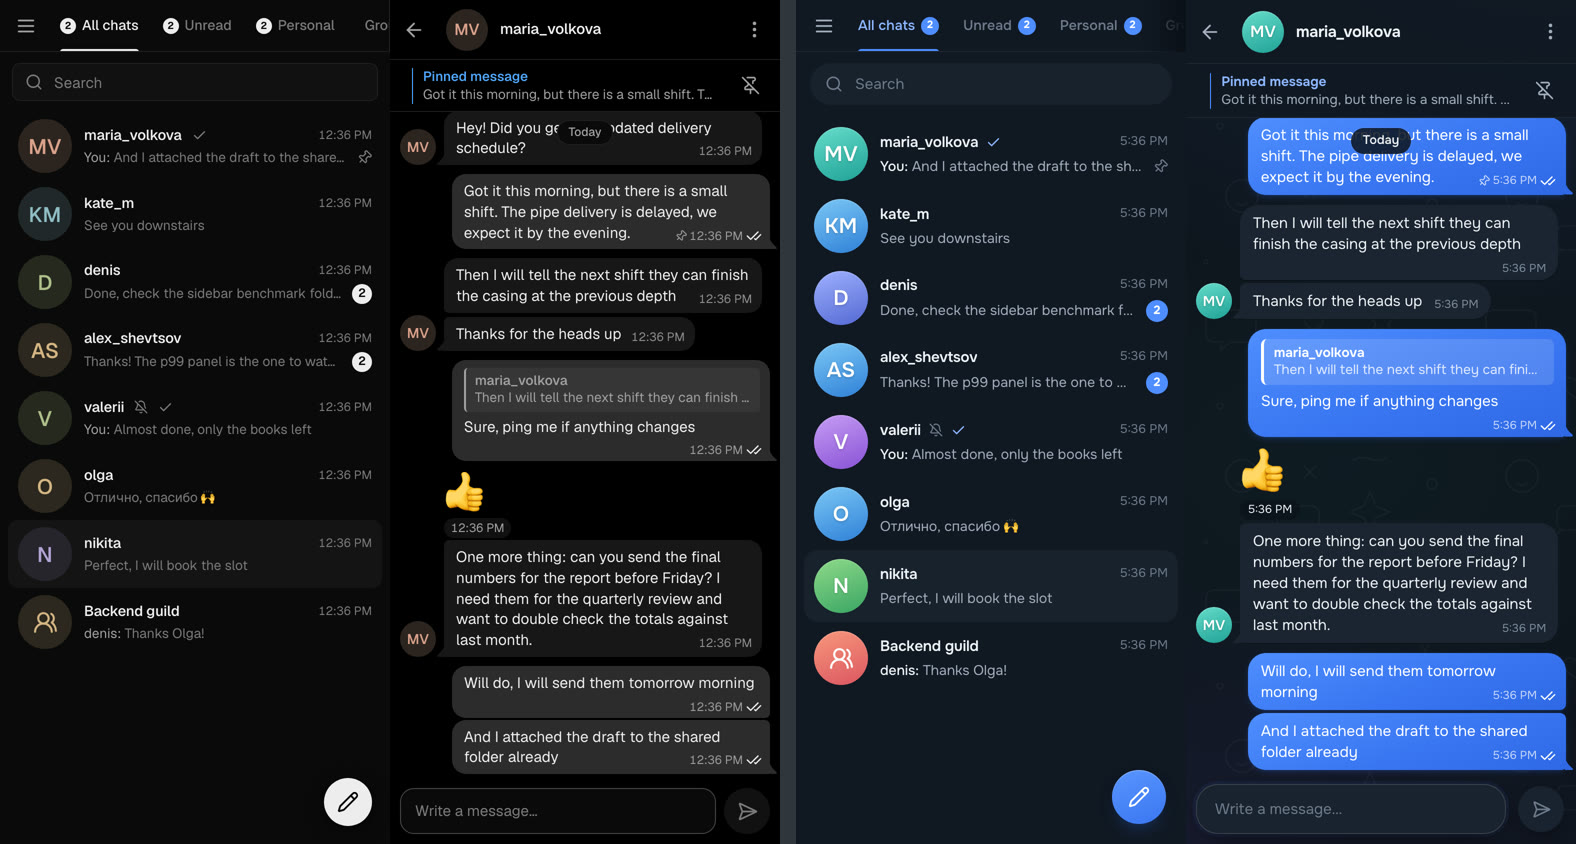 2 All chats 2 Unread 2 Personal Gro
Search
MV maria_volkova 12:36 PM
You: And I attached the draft to the share...
KM kate_m 12:36 PM
See you downstairs
D denis 12:36 PM
Done, check the sidebar benchmark fold... 2
AS alex_shevtsov 12:36 PM
Thanks! The p99 panel is the one to wat... 2
V valerii 12:36 PM
You: Almost done, only the books left
O olga 12:36 PM
Отлично, спасибо 🙌
N nikita 12:36 PM
Perfect, I will book the slot
Backend guild 12:36 PM
denis: Thanks Olga!
MV maria_volkova
Pinned message
Got it this morning, but there is a small shift. T...
Today
Hey! Did you ge dated delivery
MV schedule? 12:36 PM
Got it this morning, but there is a small
shift. The pipe delivery is delayed, we
expect it by the evening. 12:36 PM
Then I will tell the next shift they can finish
the casing at the previous depth 12:36 PM
MV Thanks for the heads up 12:36 PM
maria_volkova
Then I will tell the next shift they can finish ...
Sure, ping me if anything changes
12:36 PM
👍
12:36 PM
One more thing: can you send the final
numbers for the report before Friday? I
need them for the quarterly review and
want to double check the totals against
MV last month. 12:36 PM
Will do, I will send them tomorrow morning
12:36 PM
And I attached the draft to the shared
folder already 12:36 PM
Write a message...
All chats 2 Unread 2 Personal 2 Gr
Search
MV maria_volkova 5:36 PM
You: And I attached the draft to the sh...
KM kate_m 5:36 PM
See you downstairs
D denis 5:36 PM
Done, check the sidebar benchmark f... 2
AS alex_shevtsov 5:36 PM
Thanks! The p99 panel is the one to ... 2
V valerii 5:36 PM
You: Almost done, only the books left
O olga 5:36 PM
Отлично, спасибо 🙌
N nikita 5:36 PM
Perfect, I will book the slot
Backend guild 5:36 PM
denis: Thanks Olga!
MV maria_volkova
Pinned message
Got it this morning, but there is a small shift. ...
Today
Got it this mo ut there is a small
shift. The pipe delivery is delayed, we
expect it by the evening. 5:36 PM
Then I will tell the next shift they can
finish the casing at the previous depth
5:36 PM
MV Thanks for the heads up 5:36 PM
maria_volkova
Then I will tell the next shift they can fini...
Sure, ping me if anything changes
5:36 PM
👍
5:36 PM
One more thing: can you send the final
numbers for the report before Friday? I
need them for the quarterly review and
want to double check the totals against
MV last month. 5:36 PM
Will do, I will send them tomorrow
morning 5:36 PM
And I attached the draft to the shared
folder already 5:36 PM
Write a message...